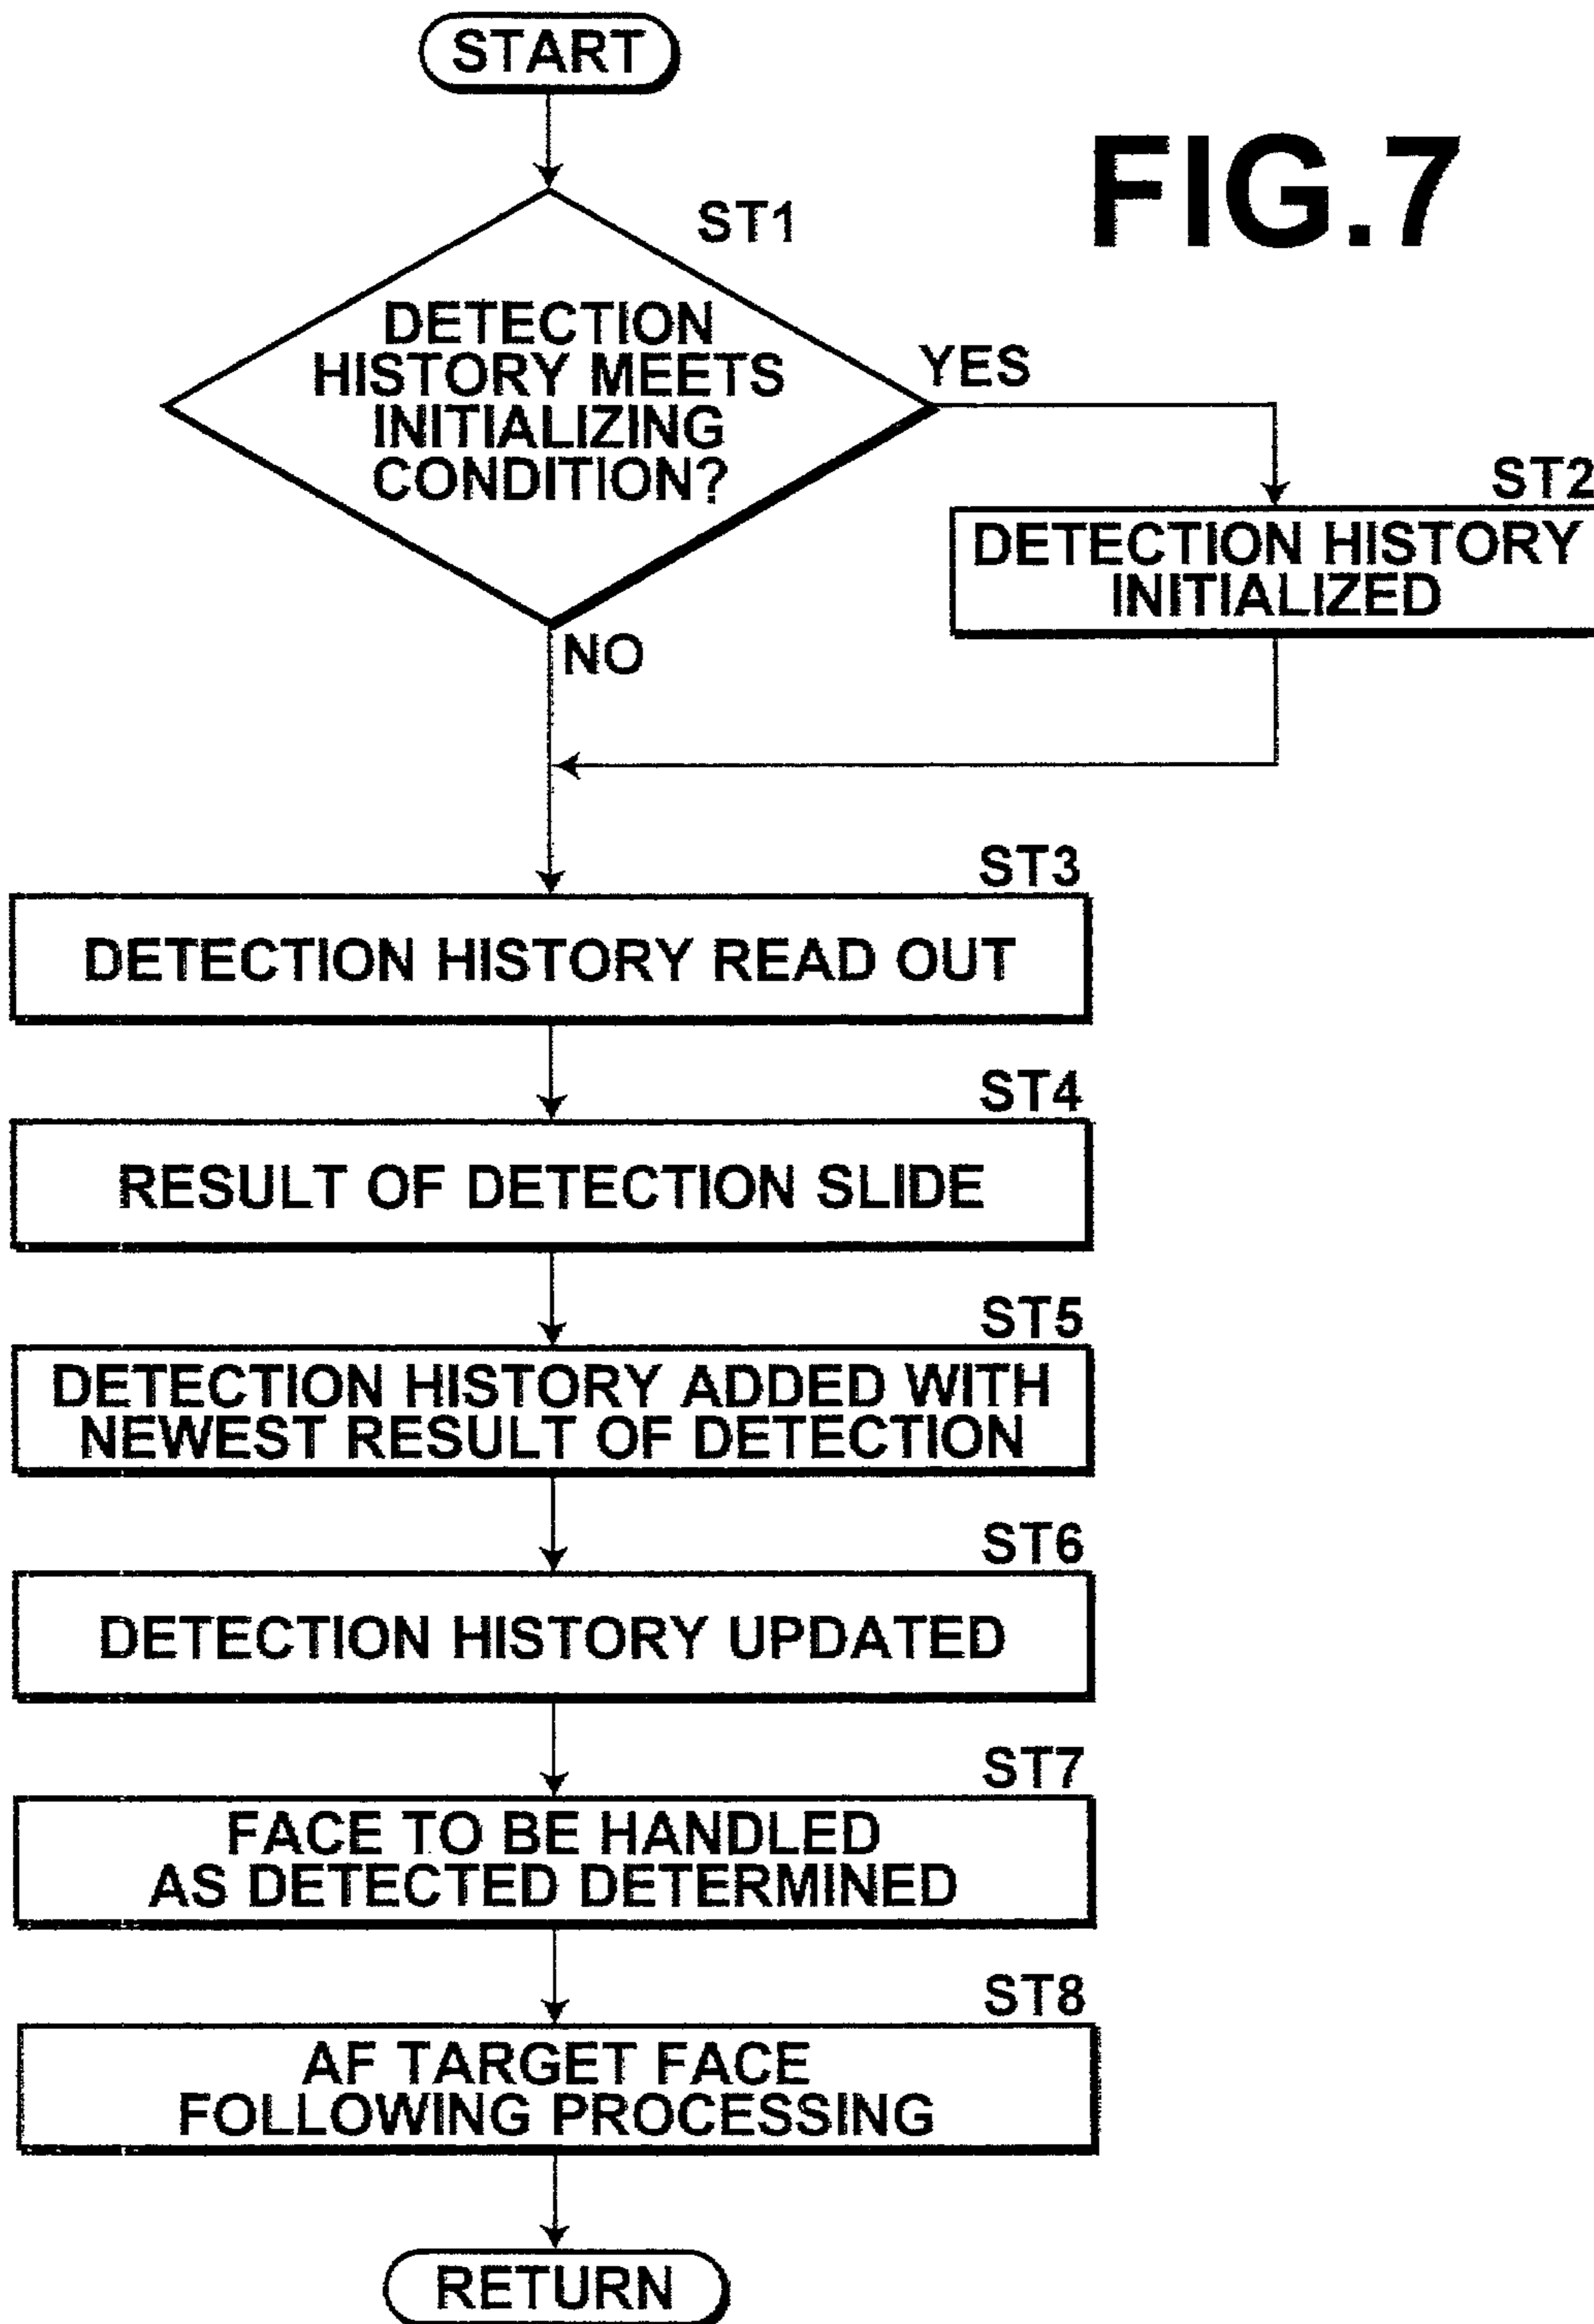 START
FIG.7
ST1
DETECTION
HISTORY MEETS
INITIALIZING
CONDITION?
YES
ST2
DETECTION HISTORY
INITIALIZED
NO
ST3
DETECTION HISTORY READ OUT
ST4
RESULT OF DETECTION SLIDE
ST5
DETECTION HISTORY ADDED WITH
NEWEST RESULT OF DETECTION
ST6
DETECTION HISTORY UPDATED
ST7
FACE TO BE HANDLED
AS DETECTED DETERMINED
ST8
AF TARGET FACE
FOLLOWING PROCESSING
RETURN